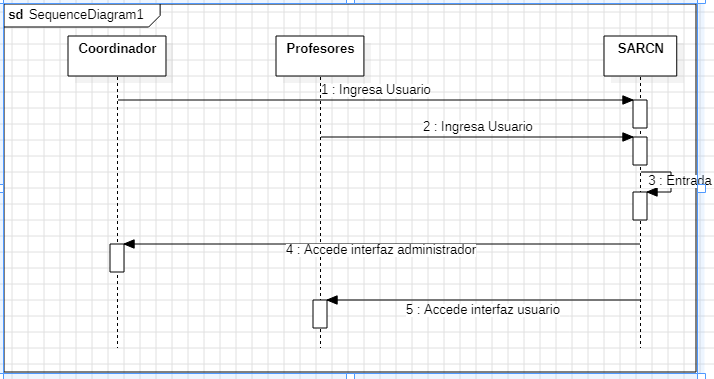 sd SequenceDiagram1
Coordinador
Profesores
SARCN
1 : Ingresa Usuario
2 : Ingresa Usuario
3 : Entrada
4 : Accede interfaz administrador
5 : Accede interfaz usuario